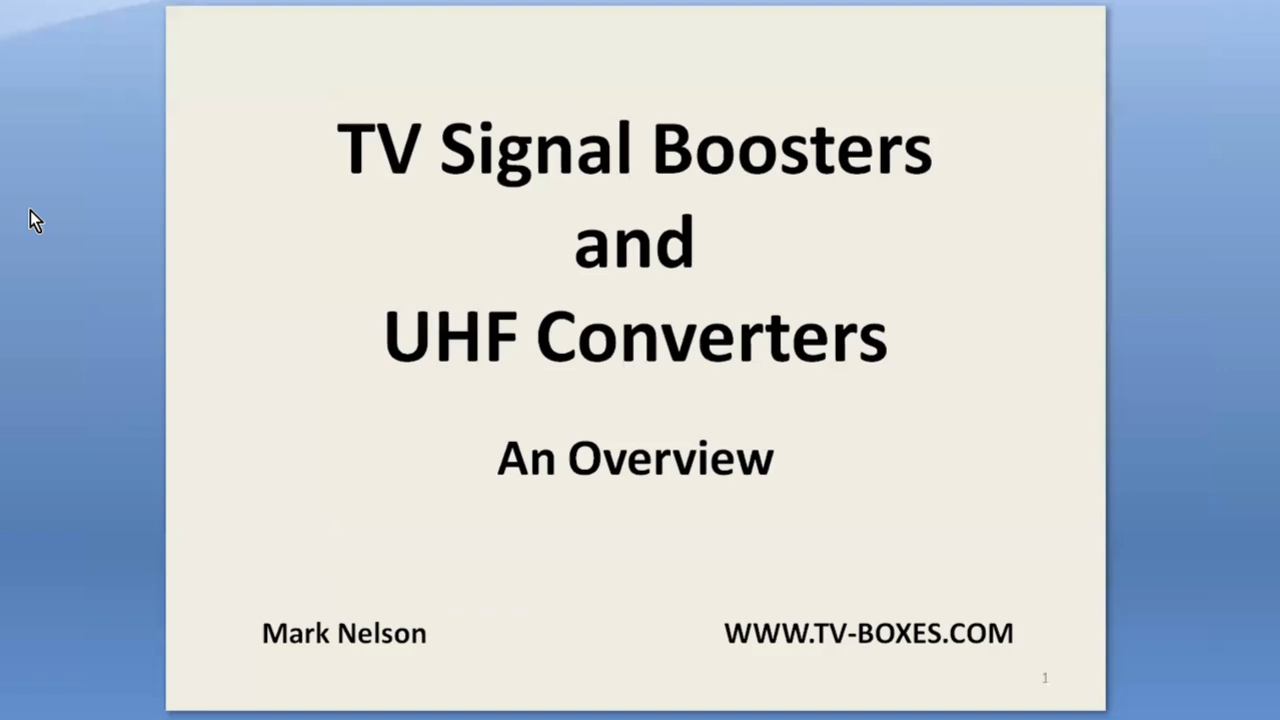 TV Signal Boosters
and
UHF Converters
An Overview
Mark Nelson
WWW.TV-BOXES.COM
1